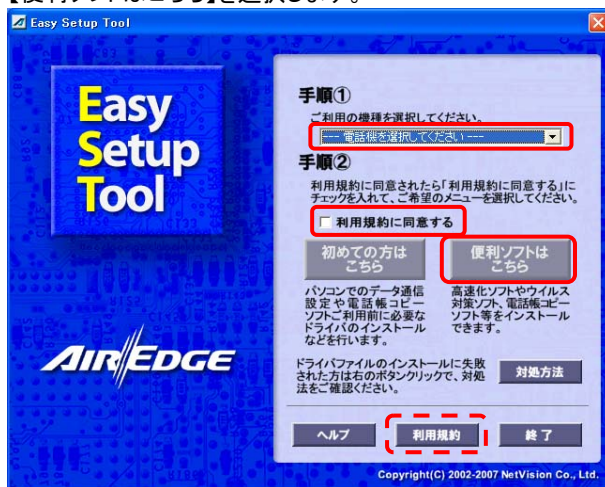 【便利ソフトはこちら】を選択します。
Easy Setup Tool
Easy
Setup
Tool
AIR EDGE
手順①
ご利用の機種を選択してください。
--- 電話機を選択してください ---
手順②
利用規約に同意されたら「利用規約に同意する」に
チェックを入れて、ご希望のメニューを選択してください。
利用規約に同意する
初めての方は
こちら
パソコンでのデータ通信
設定や電話帳コピー
ソフトご利用前に必要な
ドライバのインストール
などを行います。
便利ソフトは
こちら
高速化ソフトやウイルス
対策ソフト、電話帳コピー
ソフト等をインストール
できます。
ドライバファイルのインストールに失敗
された方は右のボタンクリックで、対処
法をご確認ください。
対処方法
ヘルプ
利用規約
終了
Copyright(C) 2002-2007 NetVision Co., Ltd.